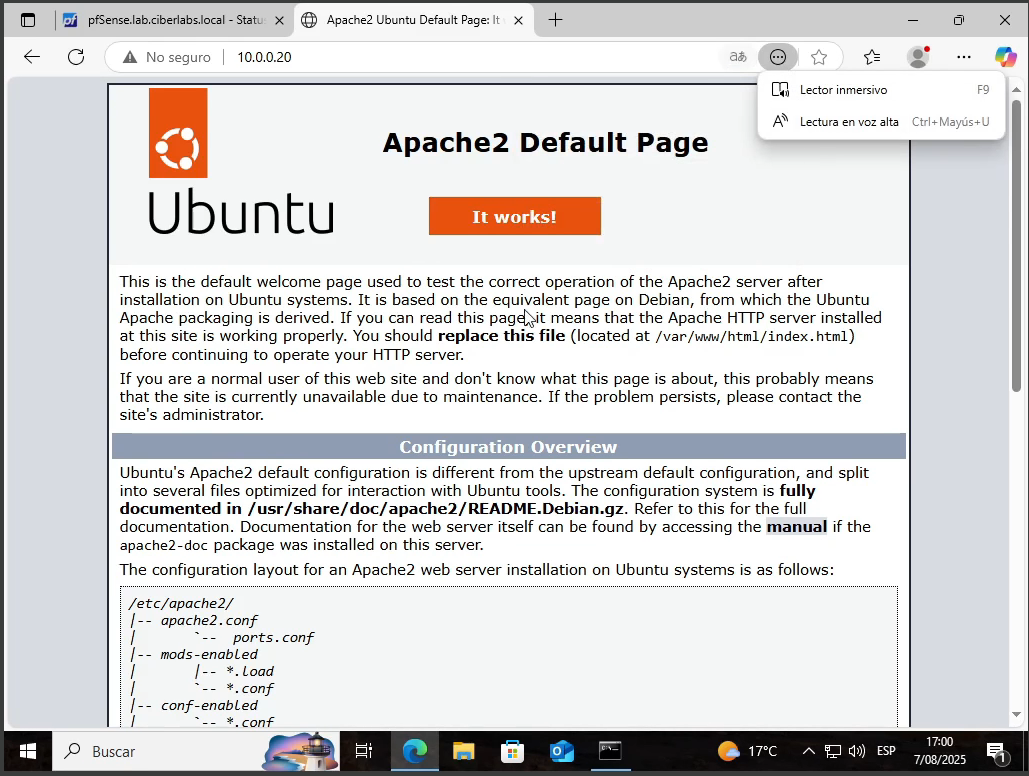 pfSense.lab.ciberlabs.local - Statu
Apache2 Ubuntu Default Page: It
No seguro
10.0.0.20
aあ
Lector inmersivo F9
Lectura en voz alta Ctrl+Mayús+U
Apache2 Default Page
Ubuntu
It works!
This is the default welcome page used to test the correct operation of the Apache2 server after
installation on Ubuntu systems. It is based on the equivalent page on Debian, from which the Ubuntu
Apache packaging is derived. If you can read this page, it means that the Apache HTTP server installed
at this site is working properly. You should replace this file (located at /var/www/html/index.html)
before continuing to operate your HTTP server.
If you are a normal user of this web site and don't know what this page is about, this probably means
that the site is currently unavailable due to maintenance. If the problem persists, please contact the
site's administrator.
Configuration Overview
Ubuntu's Apache2 default configuration is different from the upstream default configuration, and split
into several files optimized for interaction with Ubuntu tools. The configuration system is fully
documented in /usr/share/doc/apache2/README.Debian.gz. Refer to this for the full
documentation. Documentation for the web server itself can be found by accessing the manual if the
apache2-doc package was installed on this server.
The configuration layout for an Apache2 web server installation on Ubuntu systems is as follows:
/etc/apache2/
|-- apache2.conf
|       `--  ports.conf
|-- mods-enabled
|       |-- *.load
|       `-- *.conf
|-- conf-enabled
|       `-- *.conf
Buscar
17°C
ESP
17:00
7/08/2025
1